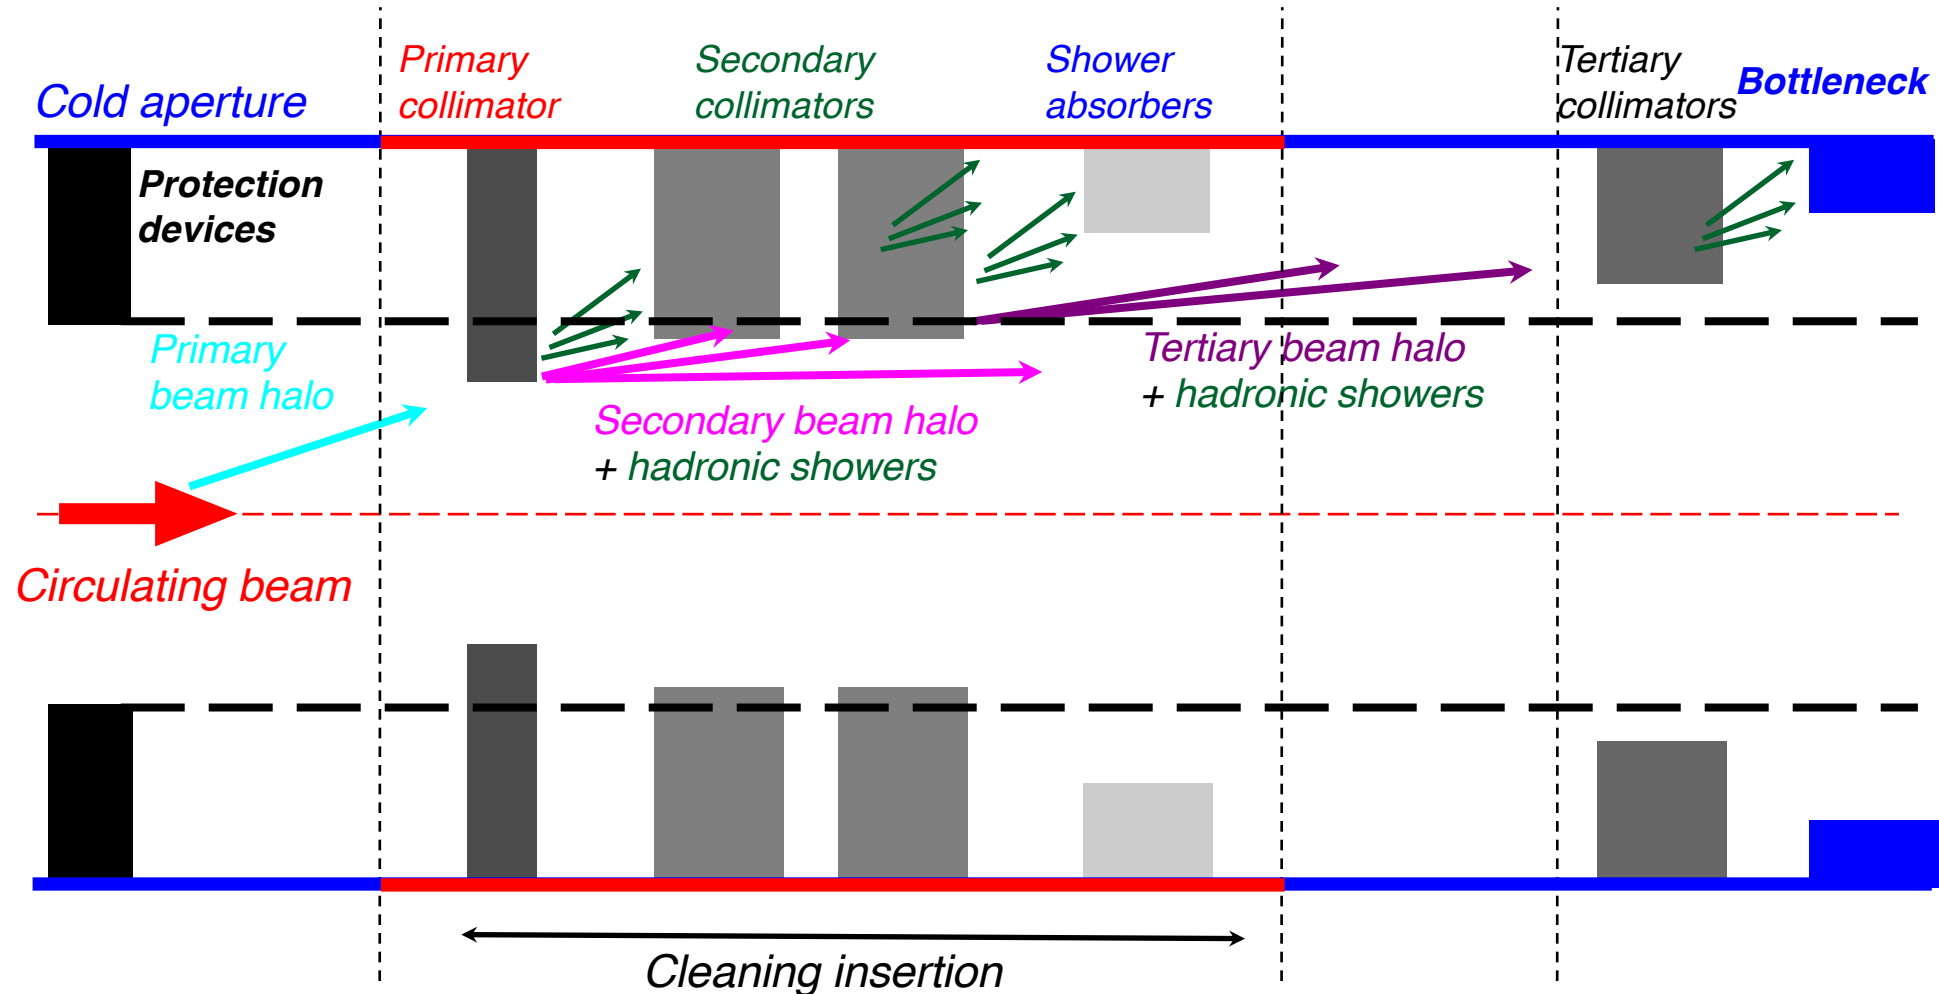 Primary
collimator
Secondary
collimators
Shower
absorbers
Tertiary
collimators
Bottleneck
Cold aperture
Protection
devices
Primary
beam halo
Secondary beam halo
+ hadronic showers
Tertiary beam halo
+ hadronic showers
Circulating beam
Cleaning insertion